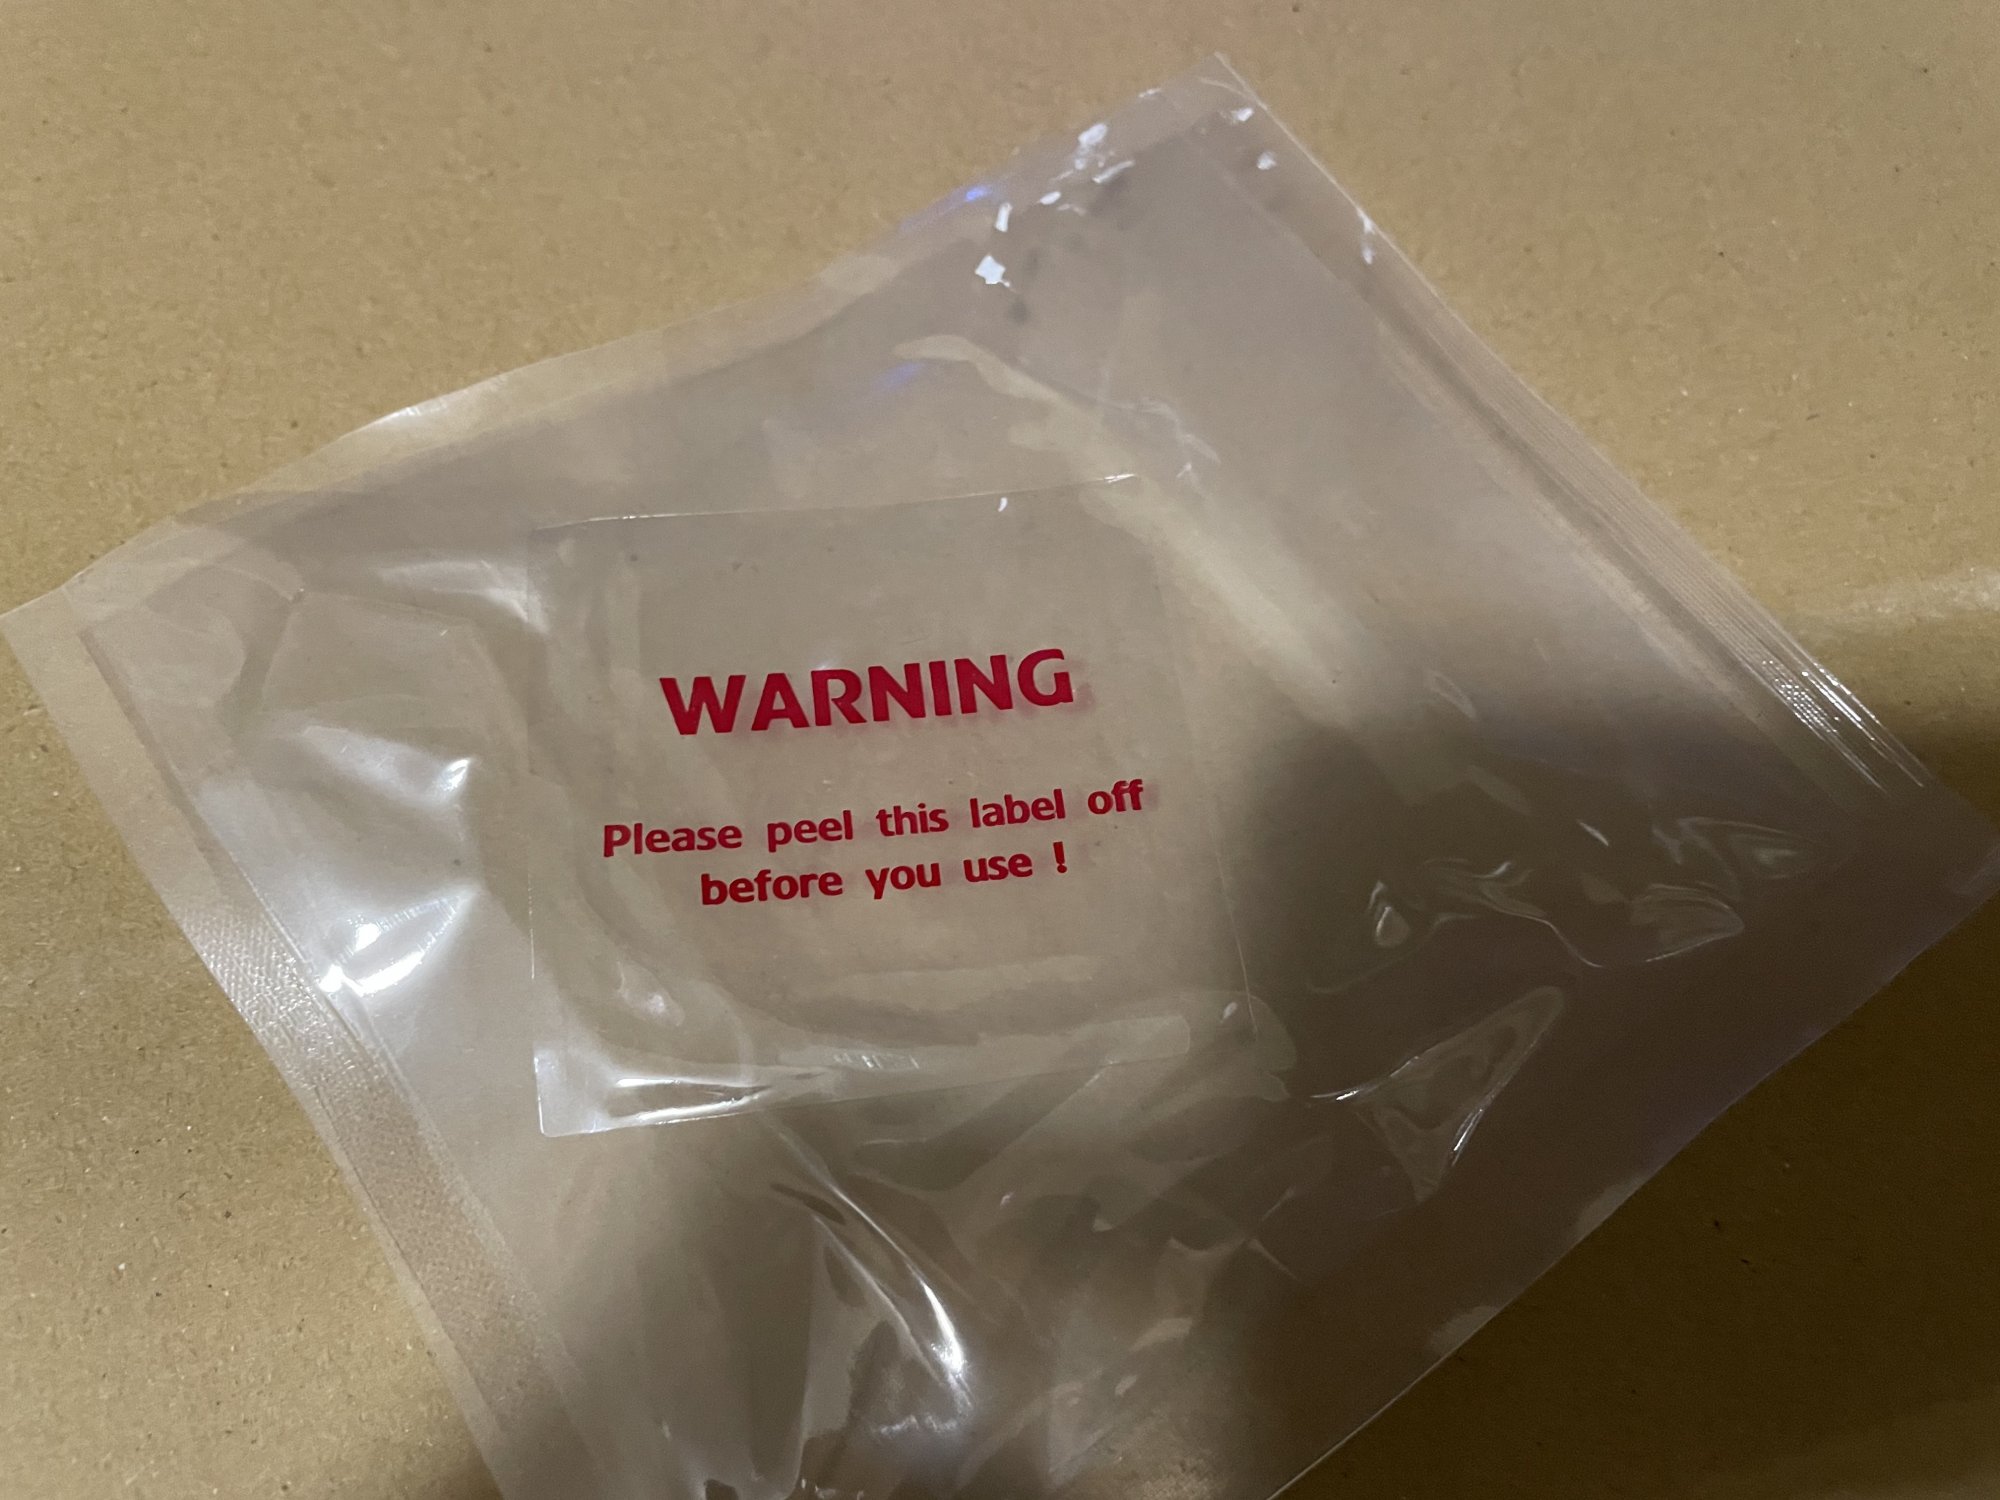 WARNING
Please peel this label off
before you use !